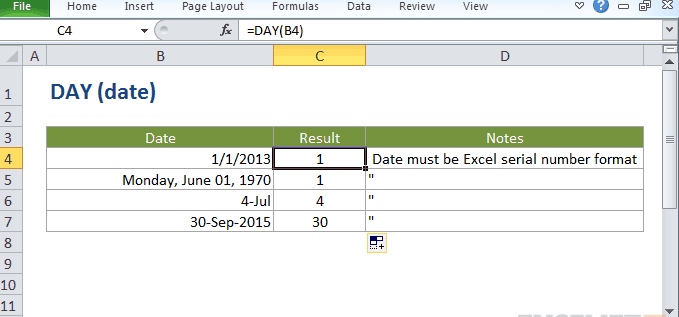 File Home Insert Page Layout Formulas Data Review View
C4 fx =DAY(B4)
A B C D
1 DAY (date)
2
3 Date Result Notes
4 1/1/2013 1 Date must be Excel serial number format
5 Monday, June 01, 1970 1 "
6 4-Jul 4 "
7 30-Sep-2015 30 "
8
9
10
11